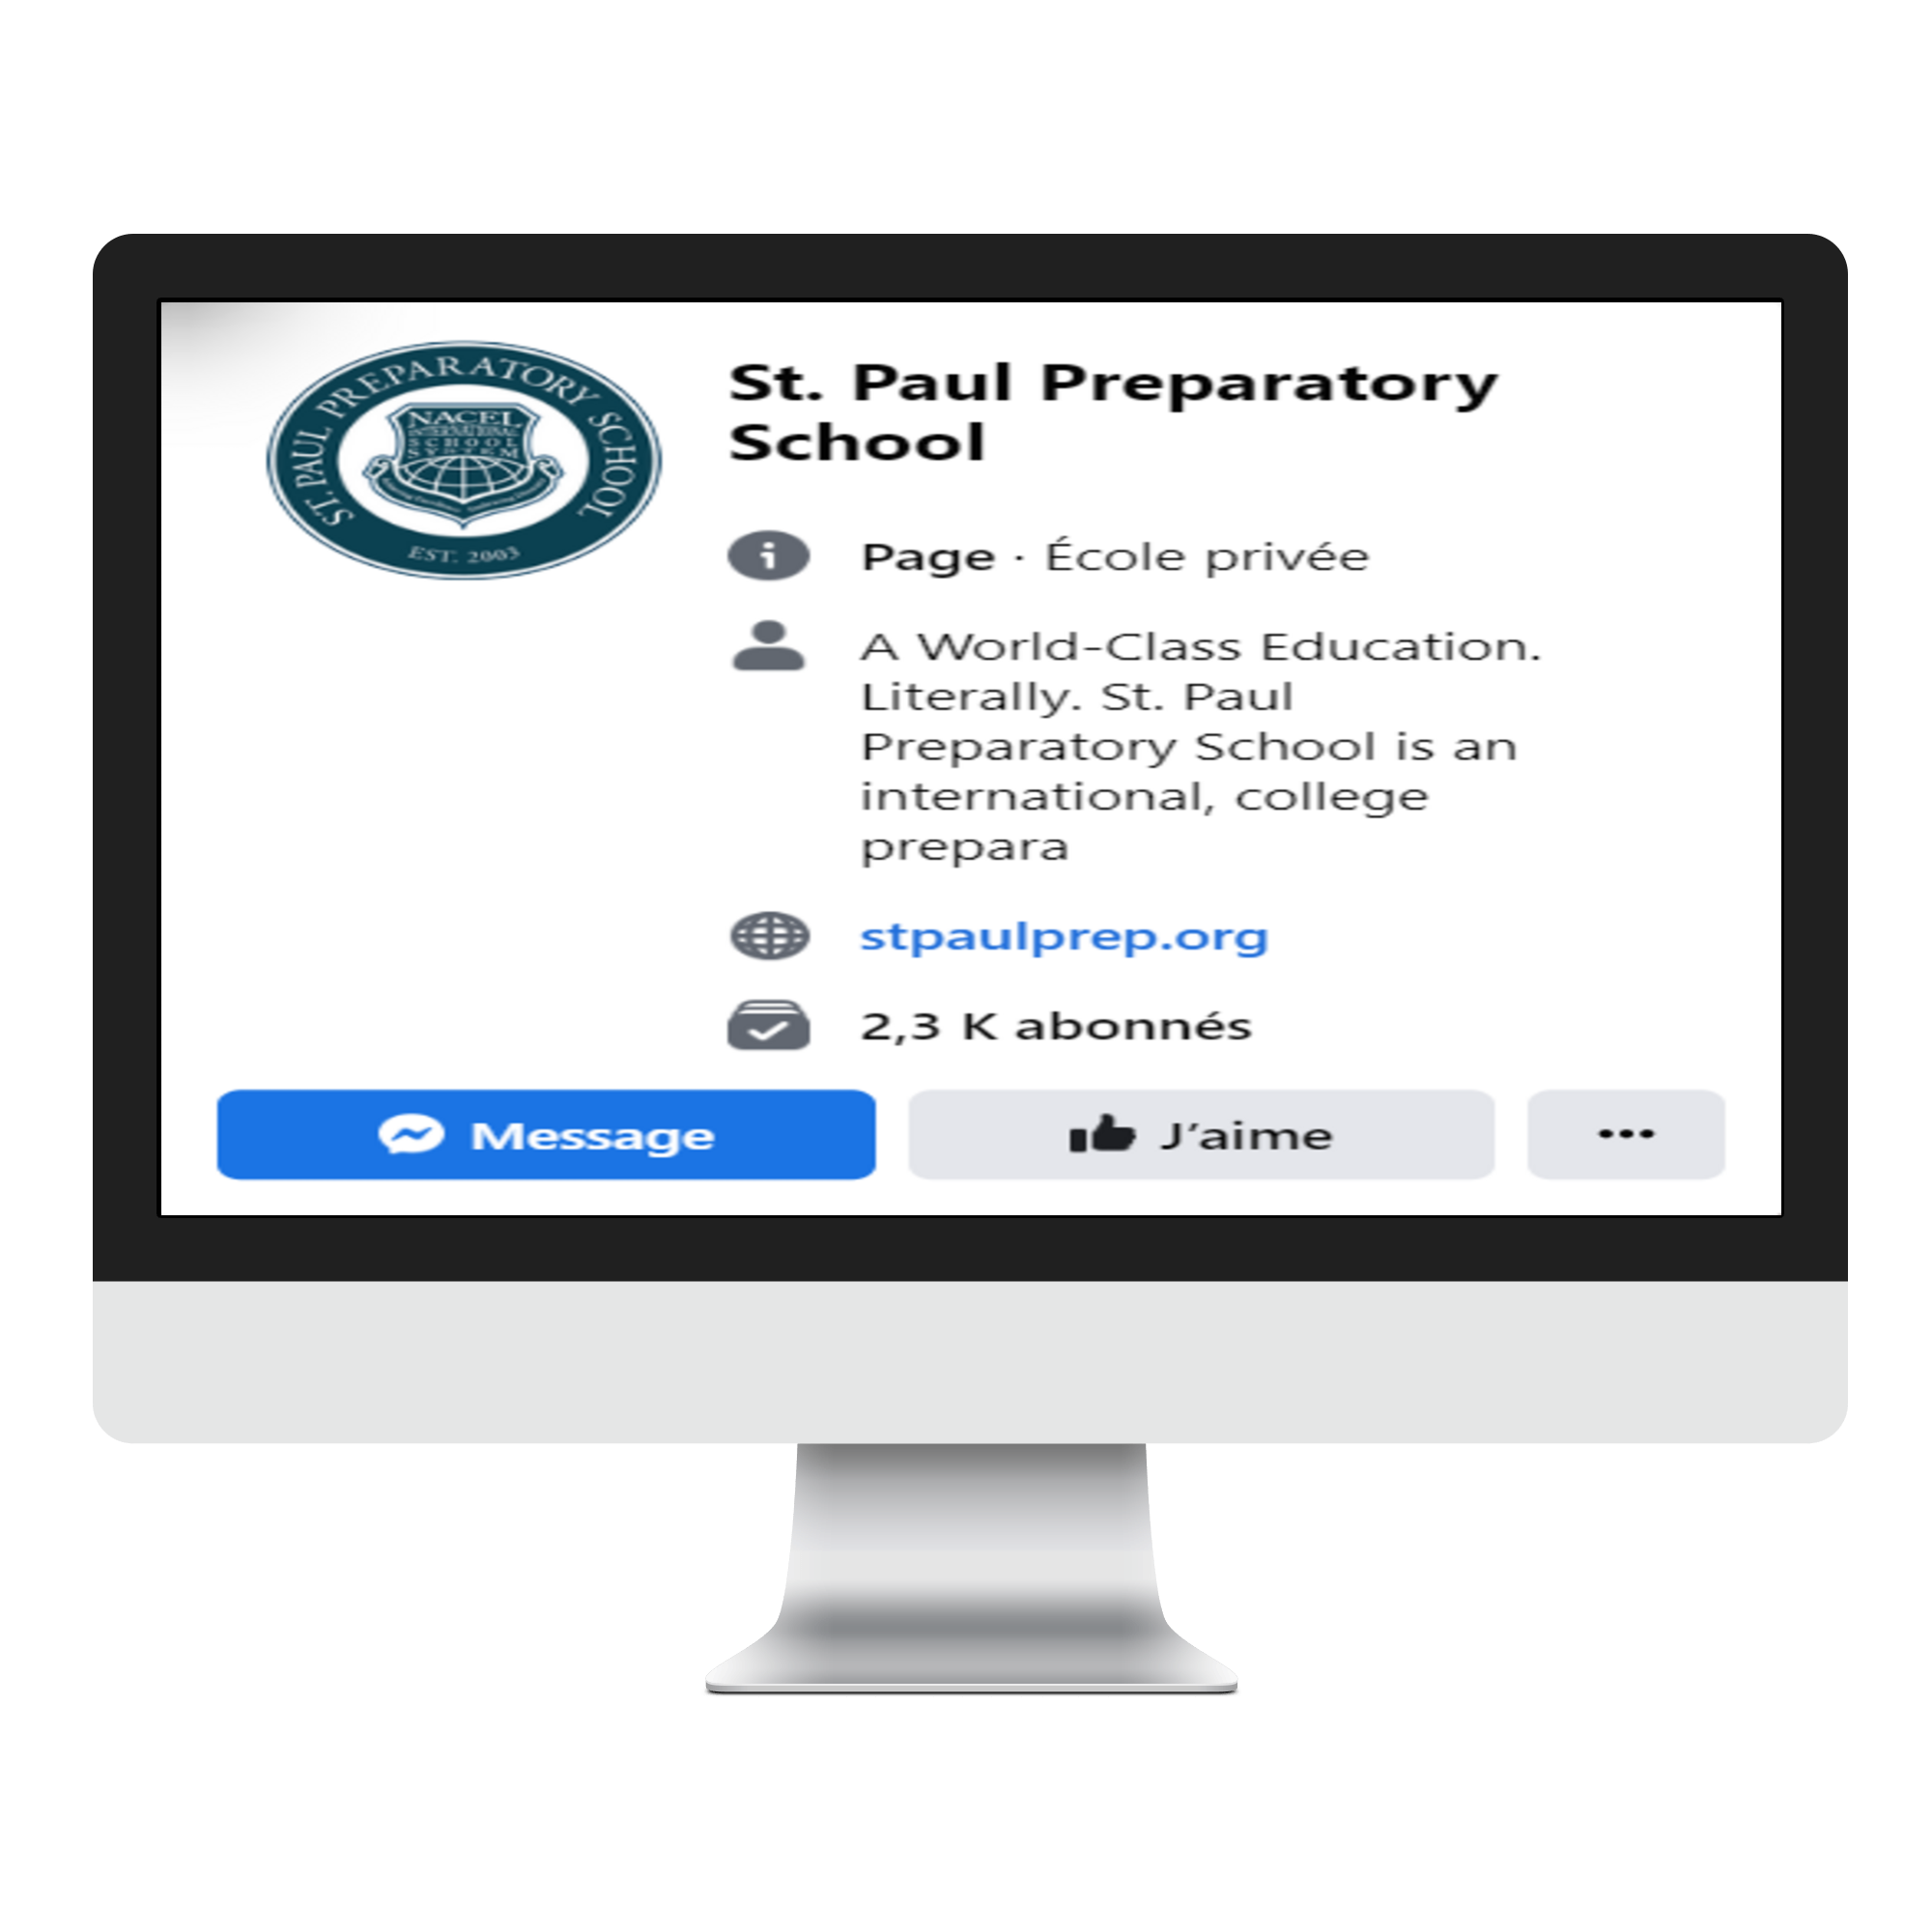 ST. PAUL PREPARATORY SCHOOL
NACEL
INTERNATIONAL
SCHOOL
SYSTEM
EST. 2003
St. Paul Preparatory
School
Page · École privée
A World-Class Education.
Literally. St. Paul
Preparatory School is an
international, college
prepara
stpaulprep.org
2,3 K abonnés
Message
J’aime